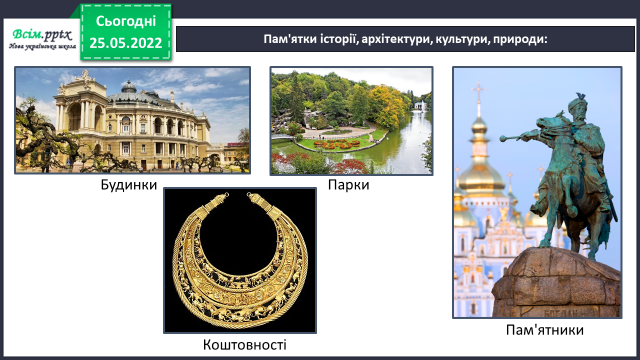 Всім.pptx
Нова українська школа
Сьогодні
25.05.2022
Пам'ятки історії, архітектури, культури, природи:
Будинки
Парки
Коштовності
Пам'ятники